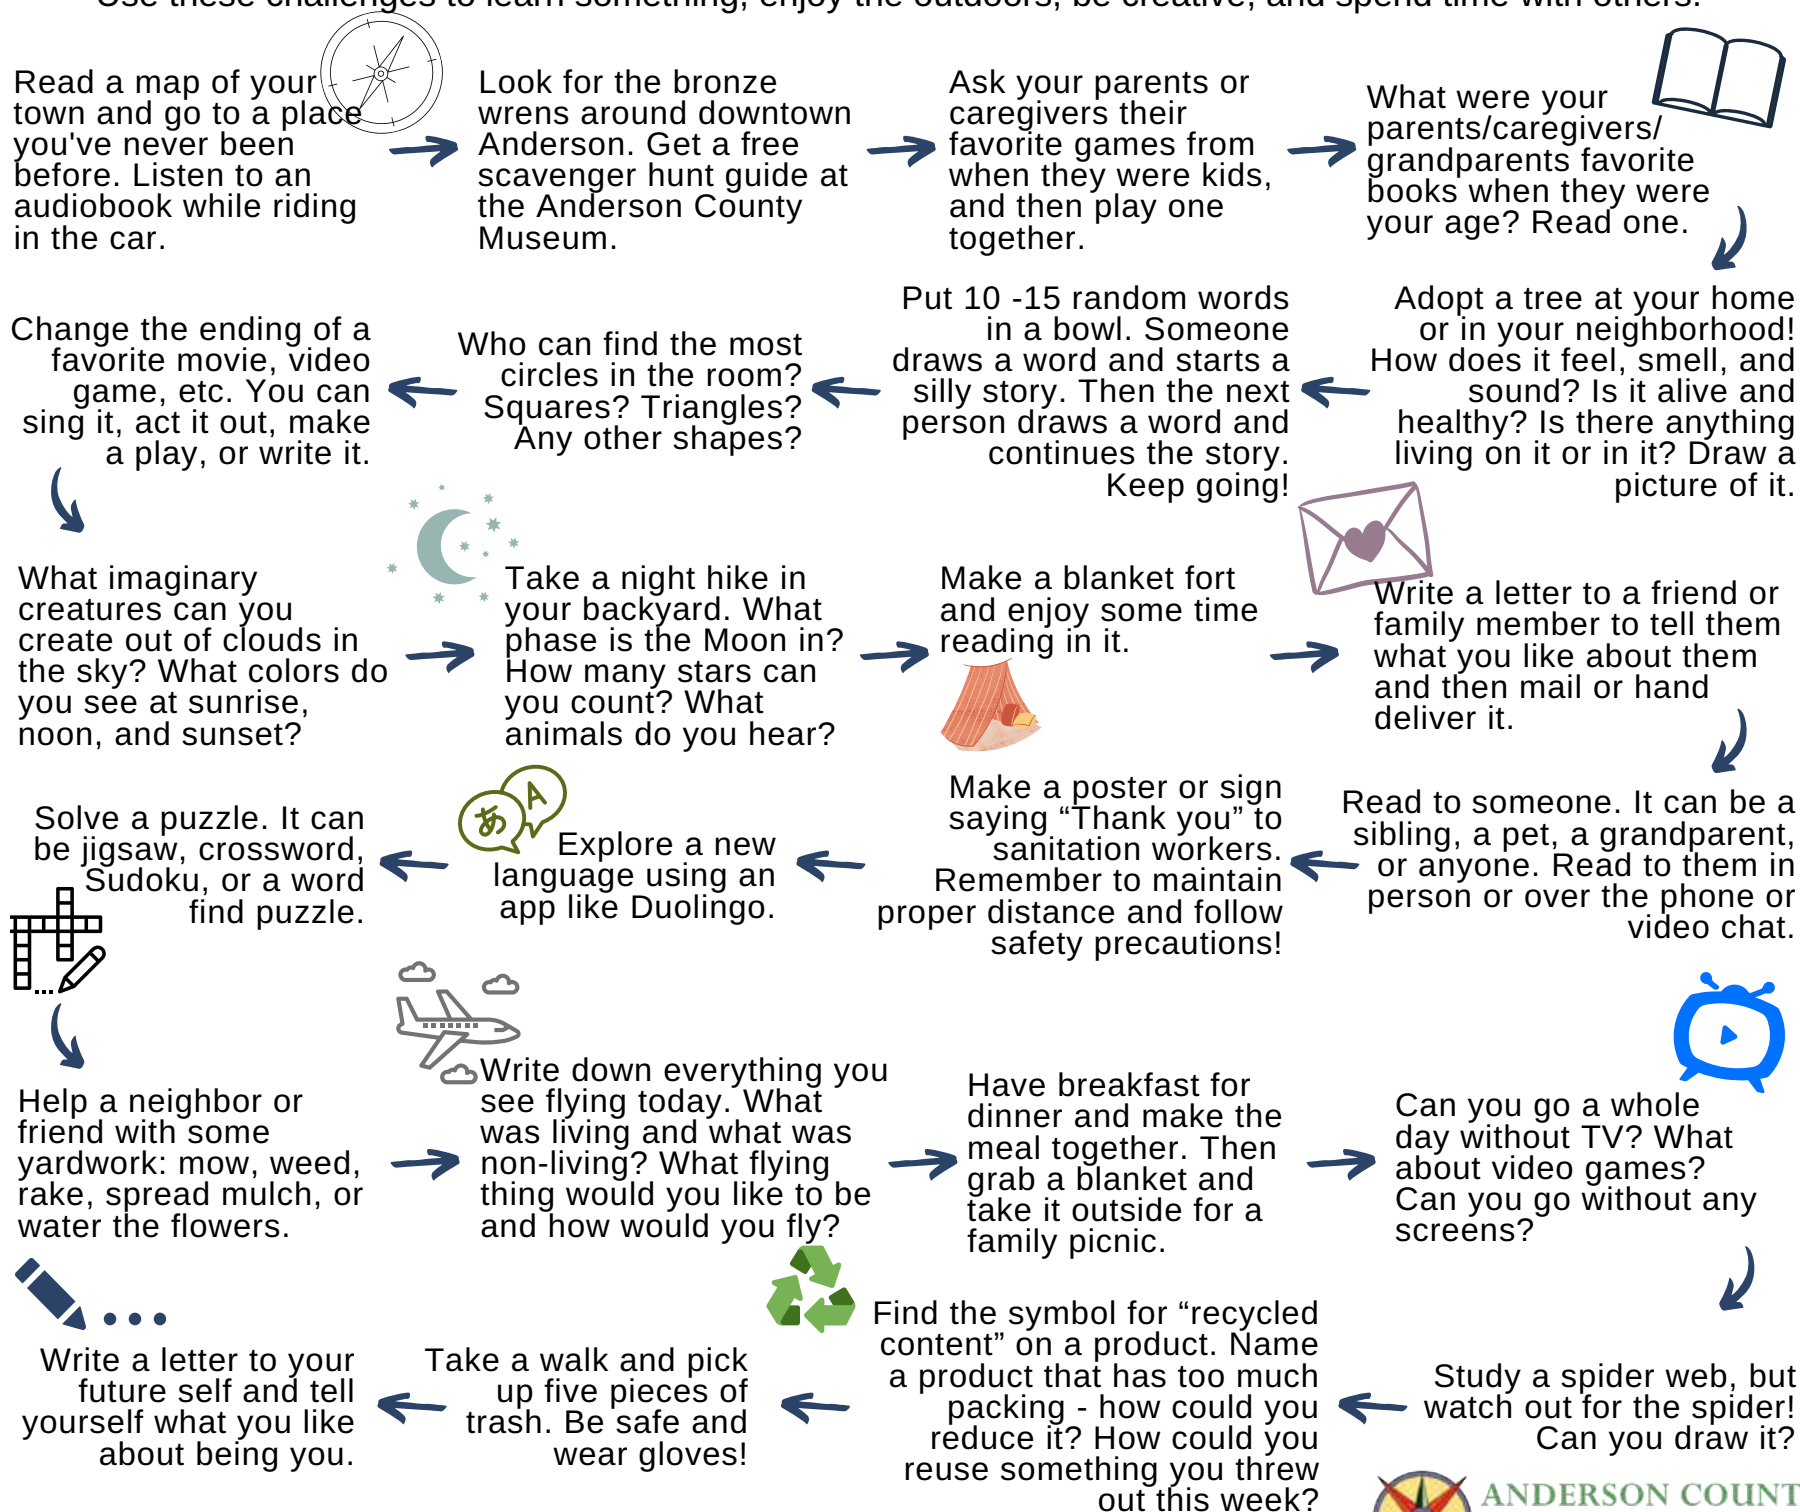 Use these challenges to learn something, enjoy the outdoors, be creative, and spend time with others.
Read a map of your
town and go to a place
you've never been
before. Listen to an
audiobook while riding
in the car.
Look for the bronze
wrens around downtown
Anderson. Get a free
scavenger hunt guide at
the Anderson County
Museum.
Ask your parents or
caregivers their
favorite games from
when they were kids,
and then play one
together.
What were your
parents/caregivers/
grandparents favorite
books when they were
your age? Read one.
Adopt a tree at your home
or in your neighborhood!
How does it feel, smell, and
sound? Is it alive and
healthy? Is there anything
living on it or in it? Draw a
picture of it.
Put 10 -15 random words
in a bowl. Someone
draws a word and starts a
silly story. Then the next
person draws a word and
continues the story.
Keep going!
Who can find the most
circles in the room?
Squares? Triangles?
Any other shapes?
Change the ending of a
favorite movie, video
game, etc. You can
sing it, act it out, make
a play, or write it.
What imaginary
creatures can you
create out of clouds in
the sky? What colors do
you see at sunrise,
noon, and sunset?
Take a night hike in
your backyard. What
phase is the Moon in?
How many stars can
you count? What
animals do you hear?
Make a blanket fort
and enjoy some time
reading in it.
Write a letter to a friend or
family member to tell them
what you like about them
and then mail or hand
deliver it.
Read to someone. It can be a
sibling, a pet, a grandparent,
or anyone. Read to them in
person or over the phone or
video chat.
Make a poster or sign
saying “Thank you” to
sanitation workers.
Remember to maintain
proper distance and follow
safety precautions!
あ A
Explore a new
language using an
app like Duolingo.
Solve a puzzle. It can
be jigsaw, crossword,
Sudoku, or a word
find puzzle.
Help a neighbor or
friend with some
yardwork: mow, weed,
rake, spread mulch, or
water the flowers.
Write down everything you
see flying today. What
was living and what was
non-living? What flying
thing would you like to be
and how would you fly?
Have breakfast for
dinner and make the
meal together. Then
grab a blanket and
take it outside for a
family picnic.
Can you go a whole
day without TV? What
about video games?
Can you go without any
screens?
Study a spider web, but
watch out for the spider!
Can you draw it?
Find the symbol for “recycled
content” on a product. Name
a product that has too much
packing - how could you
reduce it? How could you
reuse something you threw
out this week?
Take a walk and pick
up five pieces of
trash. Be safe and
wear gloves!
Write a letter to your
future self and tell
yourself what you like
about being you.
ANDERSON COUNT